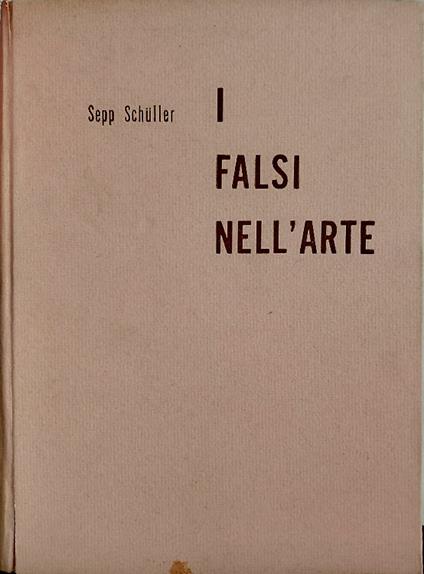 Sepp Schüller
I
FALSI
NELL'ARTE